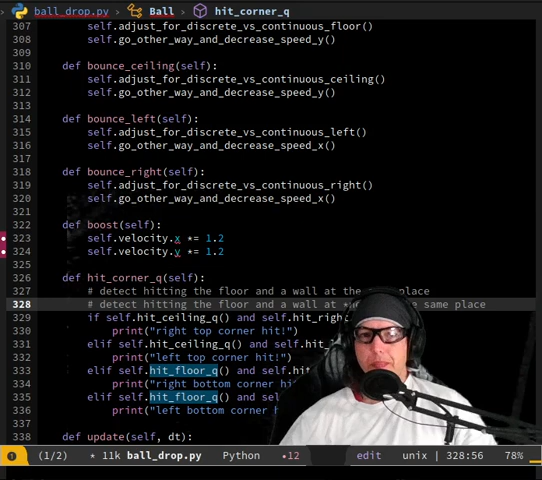 ball_drop.py > Ball > hit_corner_q
307 self.adjust_for_discrete_vs_continuous_floor()
308 self.go_other_way_and_decrease_speed_y()
309
310 def bounce_ceiling(self):
311 self.adjust_for_discrete_vs_continuous_ceiling()
312 self.go_other_way_and_decrease_speed_y()
313
314 def bounce_left(self):
315 self.adjust_for_discrete_vs_continuous_left()
316 self.go_other_way_and_decrease_speed_x()
317
318 def bounce_right(self):
319 self.adjust_for_discrete_vs_continuous_right()
320 self.go_other_way_and_decrease_speed_x()
321
322 def boost(self):
323 self.velocity.x *= 1.2
324 self.velocity.y *= 1.2
325
326 def hit_corner_q(self):
327 # detect hitting the floor and a wall at the same place
328 # detect hitting the floor and a wall at same place
329 if self.hit_ceiling_q() and self.hit_righ
330 print("right top corner hit!")
331 elif self.hit_ceiling_q() and self.hit_l
332 print("left top corner hit!")
333 elif self.hit_floor_q() and self.hit
334 print("right bottom corner hit
335 elif self.hit_floor_q() and se
336 print("left bottom corner h
337
338 def update(self, dt):
(1/2) * 11k ball_drop.py Python •12 edit unix | 328:56 78%